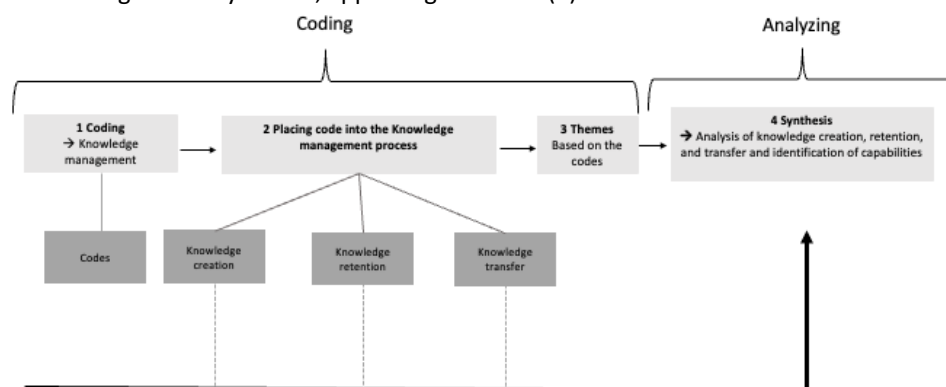 Coding
Analyzing
1 Coding
→ Knowledge
management
2 Placing code into the Knowledge
management process
3 Themes
Based on the
codes
4 Synthesis
→ Analysis of knowledge creation, retention,
and transfer and identification of capabilities
Codes
Knowledge
creation
Knowledge
retention
Knowledge
transfer